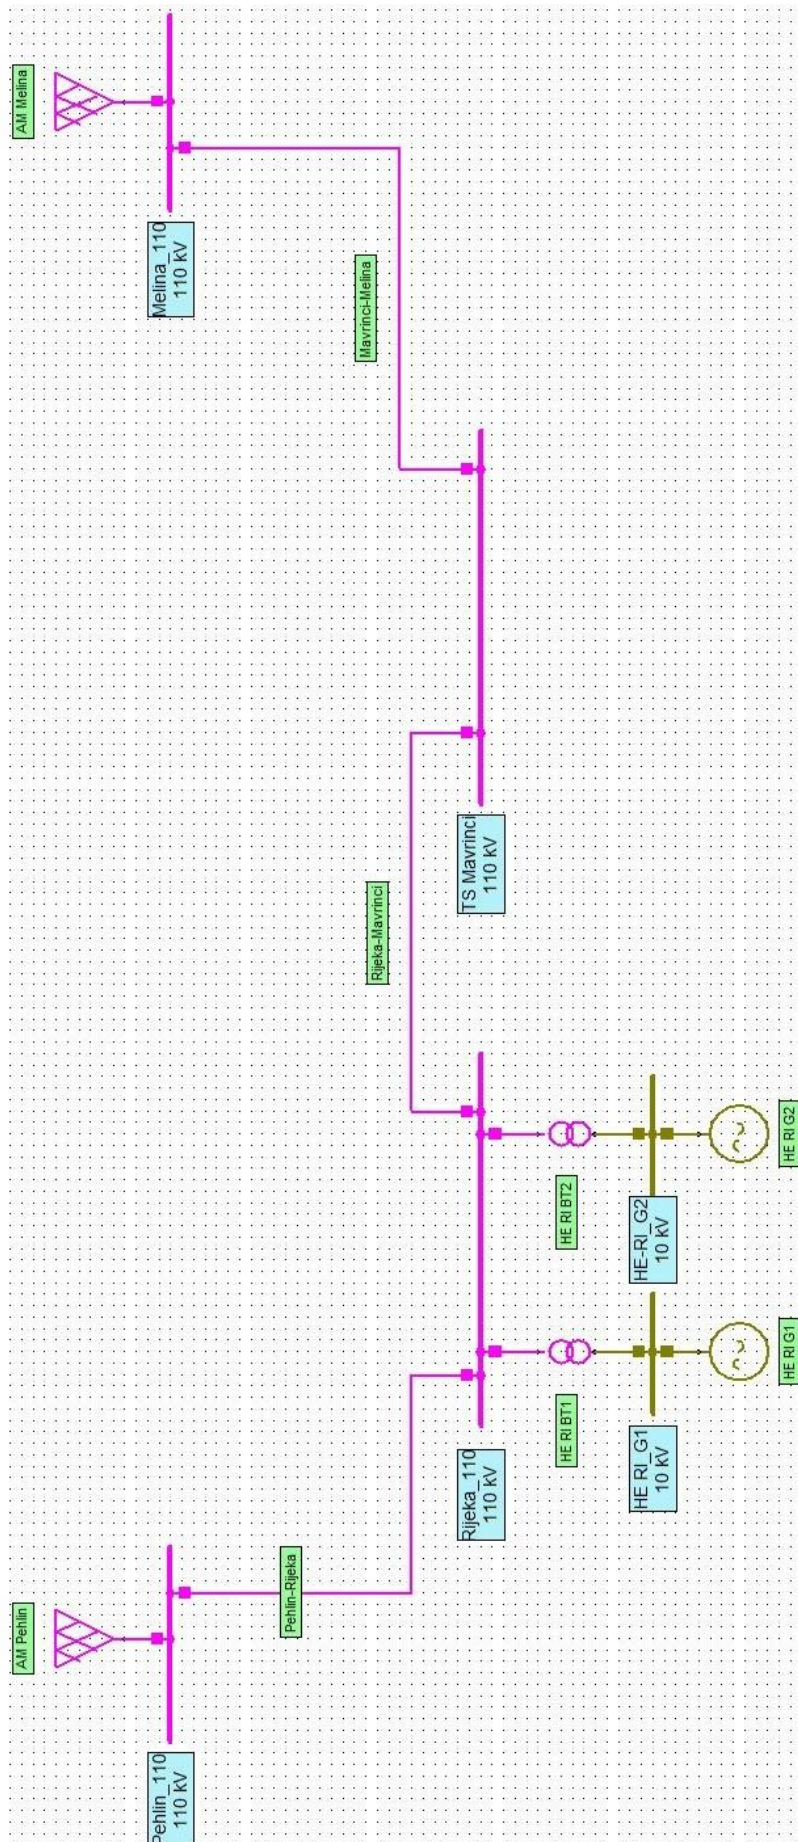 AM Pehlin
Pehlin_110
110 kV
Pehlin-Rijeka
AM Melina
Melina_110
110 kV
Mavrinci-Melina
Rijeka-Mavrinci
Rijeka_110
110 kV
TS Mavrinci
110 kV
HE RI BT1
HE RI BT2
HE RI_G1
10 kV
HE-RI_G2
10 kV
HE RI G1
HE RI G2